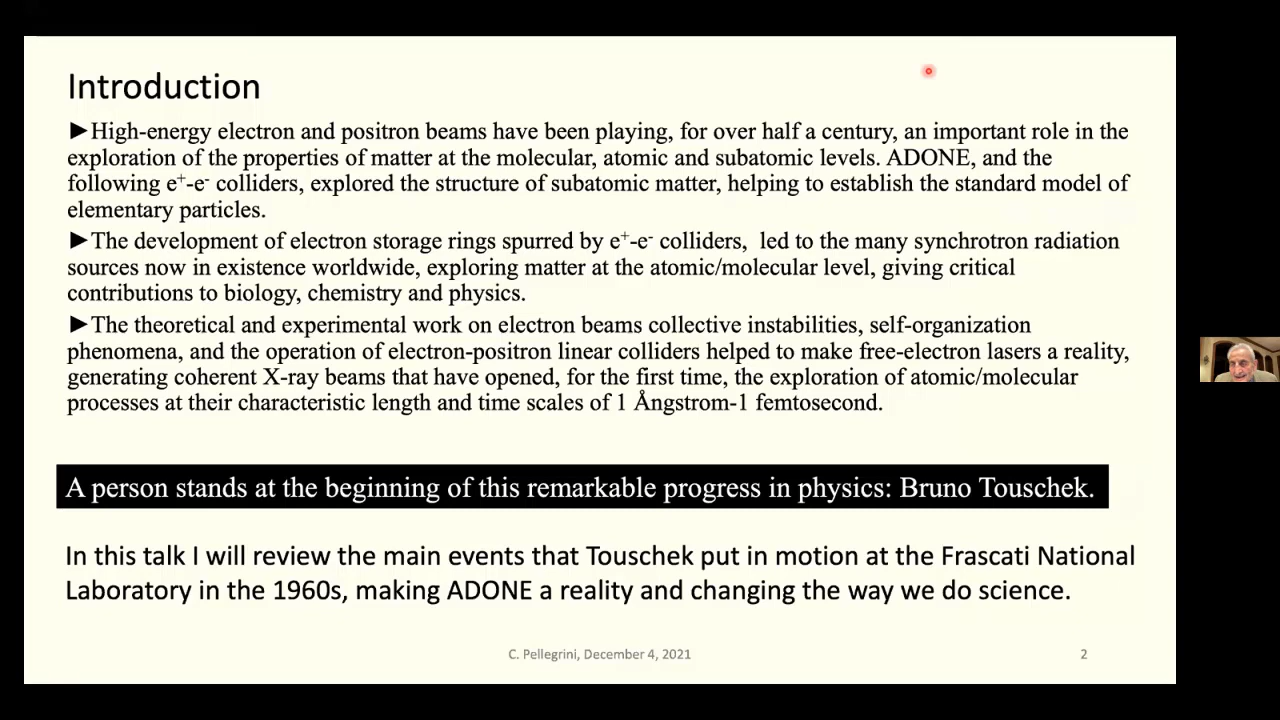 Introduction
►High-energy electron and positron beams have been playing, for over half a century, an important role in the
exploration of the properties of matter at the molecular, atomic and subatomic levels. ADONE, and the
following e⁺-e⁻ colliders, explored the structure of subatomic matter, helping to establish the standard model of
elementary particles.
►The development of electron storage rings spurred by e⁺-e⁻ colliders, led to the many synchrotron radiation
sources now in existence worldwide, exploring matter at the atomic/molecular level, giving critical
contributions to biology, chemistry and physics.
►The theoretical and experimental work on electron beams collective instabilities, self-organization
phenomena, and the operation of electron-positron linear colliders helped to make free-electron lasers a reality,
generating coherent X-ray beams that have opened, for the first time, the exploration of atomic/molecular
processes at their characteristic length and time scales of 1 Ångstrom-1 femtosecond.
A person stands at the beginning of this remarkable progress in physics: Bruno Touschek.
In this talk I will review the main events that Touschek put in motion at the Frascati National
Laboratory in the 1960s, making ADONE a reality and changing the way we do science.
C. Pellegrini, December 4, 2021
2